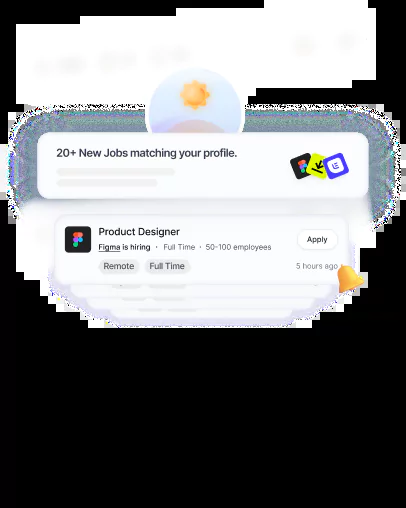 20+ New Jobs matching your profile.
Product Designer
Apply
Figma is hiring · Full Time · 50-100 employees
Remote Full Time
5 hours ago